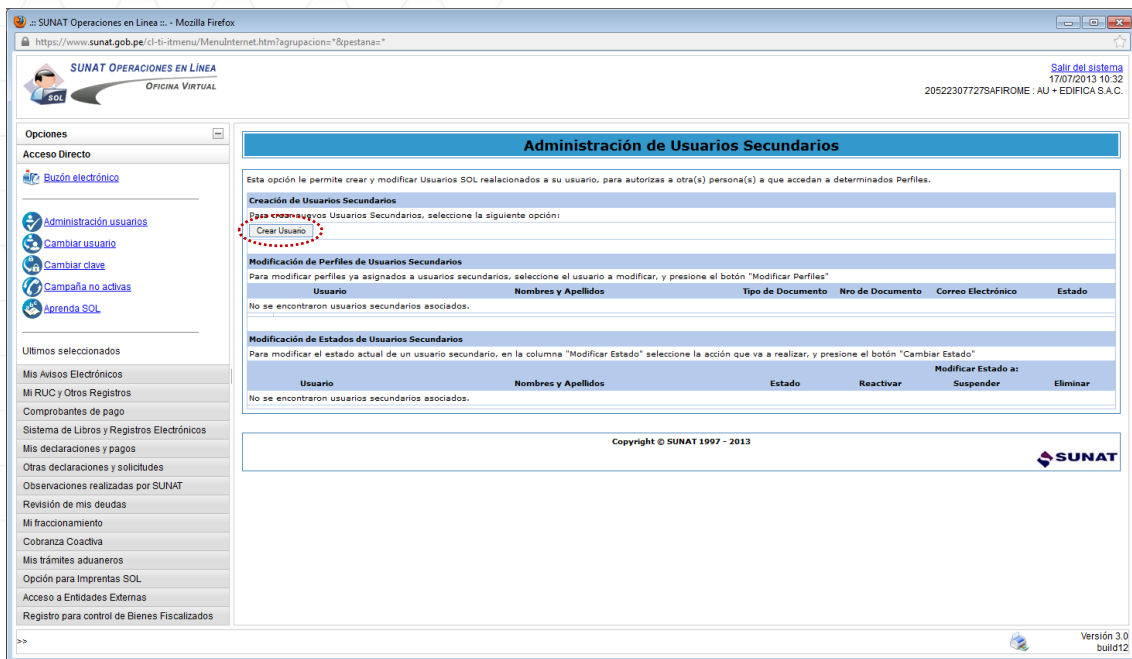 .:: SUNAT Operaciones en Linea ::. - Mozilla Firefox
https://www.sunat.gob.pe/cl-ti-itmenu/MenuInternet.htm?agrupacion=*&pestana=*
SUNAT OPERACIONES EN LÍNEA
OFICINA VIRTUAL
SOL
Salir del sistema
17/07/2013 10:32
20522307727SAFIROME : AU + EDIFICA S.A.C.
Opciones
Acceso Directo
Buzón electrónico
Administración usuarios
Cambiar usuario
Cambiar clave
Campaña no activas
Aprenda SOL
Ultimos seleccionados
Mis Avisos Electrónicos
Mi RUC y Otros Registros
Comprobantes de pago
Sistema de Libros y Registros Electrónicos
Mis declaraciones y pagos
Otras declaraciones y solicitudes
Observaciones realizadas por SUNAT
Revisión de mis deudas
Mi fraccionamiento
Cobranza Coactiva
Mis trámites aduaneros
Opción para Imprentas SOL
Acceso a Entidades Externas
Registro para control de Bienes Fiscalizados
Administración de Usuarios Secundarios
Esta opción le permite crear y modificar Usuarios SOL realacionados a su usuario, para autorizas a otra(s) persona(s) a que accedan a determinados Perfiles.
Creación de Usuarios Secundarios
Para crear nuevos Usuarios Secundarios, seleccione la siguiente opción:
Crear Usuario
Modificación de Perfiles de Usuarios Secundarios
Para modificar perfiles ya asignados a usuarios secundarios, seleccione el usuario a modificar, y presione el botón "Modificar Perfiles"
Usuario Nombres y Apellidos Tipo de Documento Nro de Documento Correo Electrónico Estado
No se encontraron usuarios secundarios asociados.
Modificación de Estados de Usuarios Secundarios
Para modificar el estado actual de un usuario secundario, en la columna "Modificar Estado" seleccione la acción que va a realizar, y presione el botón "Cambiar Estado"
Modificar Estado a:
Usuario Nombres y Apellidos Estado Reactivar Suspender Eliminar
No se encontraron usuarios secundarios asociados.
Copyright © SUNAT 1997 - 2013
SUNAT
>>
Versión 3.0
build12